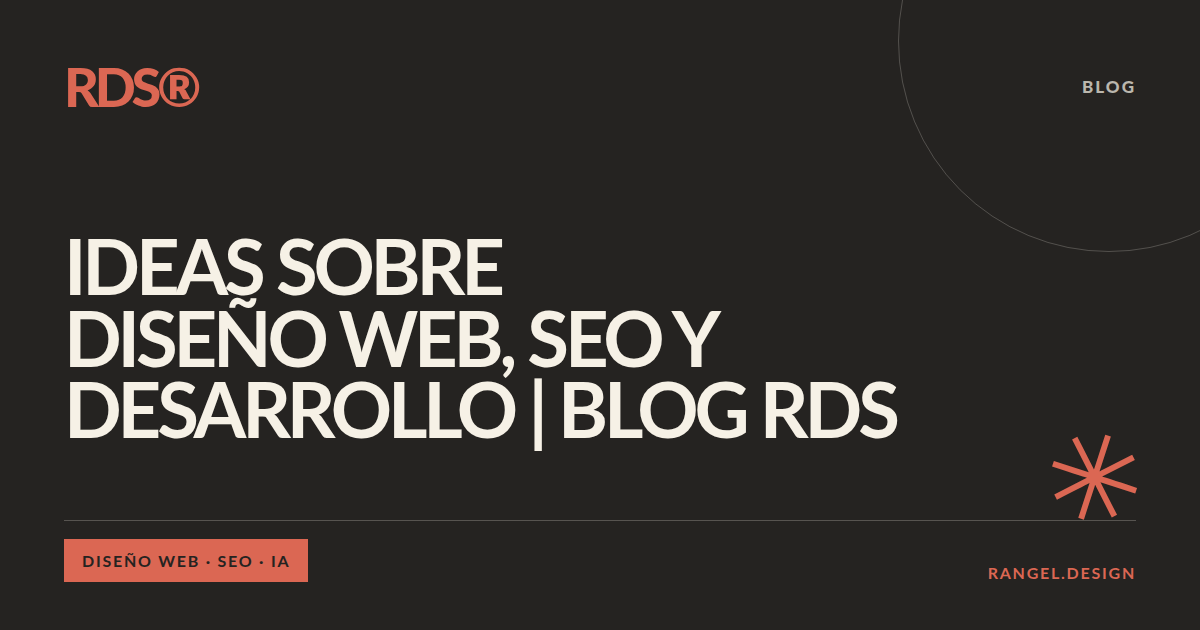 RDS®
BLOG
IDEAS SOBRE
DISEÑO WEB, SEO Y
DESARROLLO | BLOG RDS
DISEÑO WEB · SEO · IA
RANGEL.DESIGN